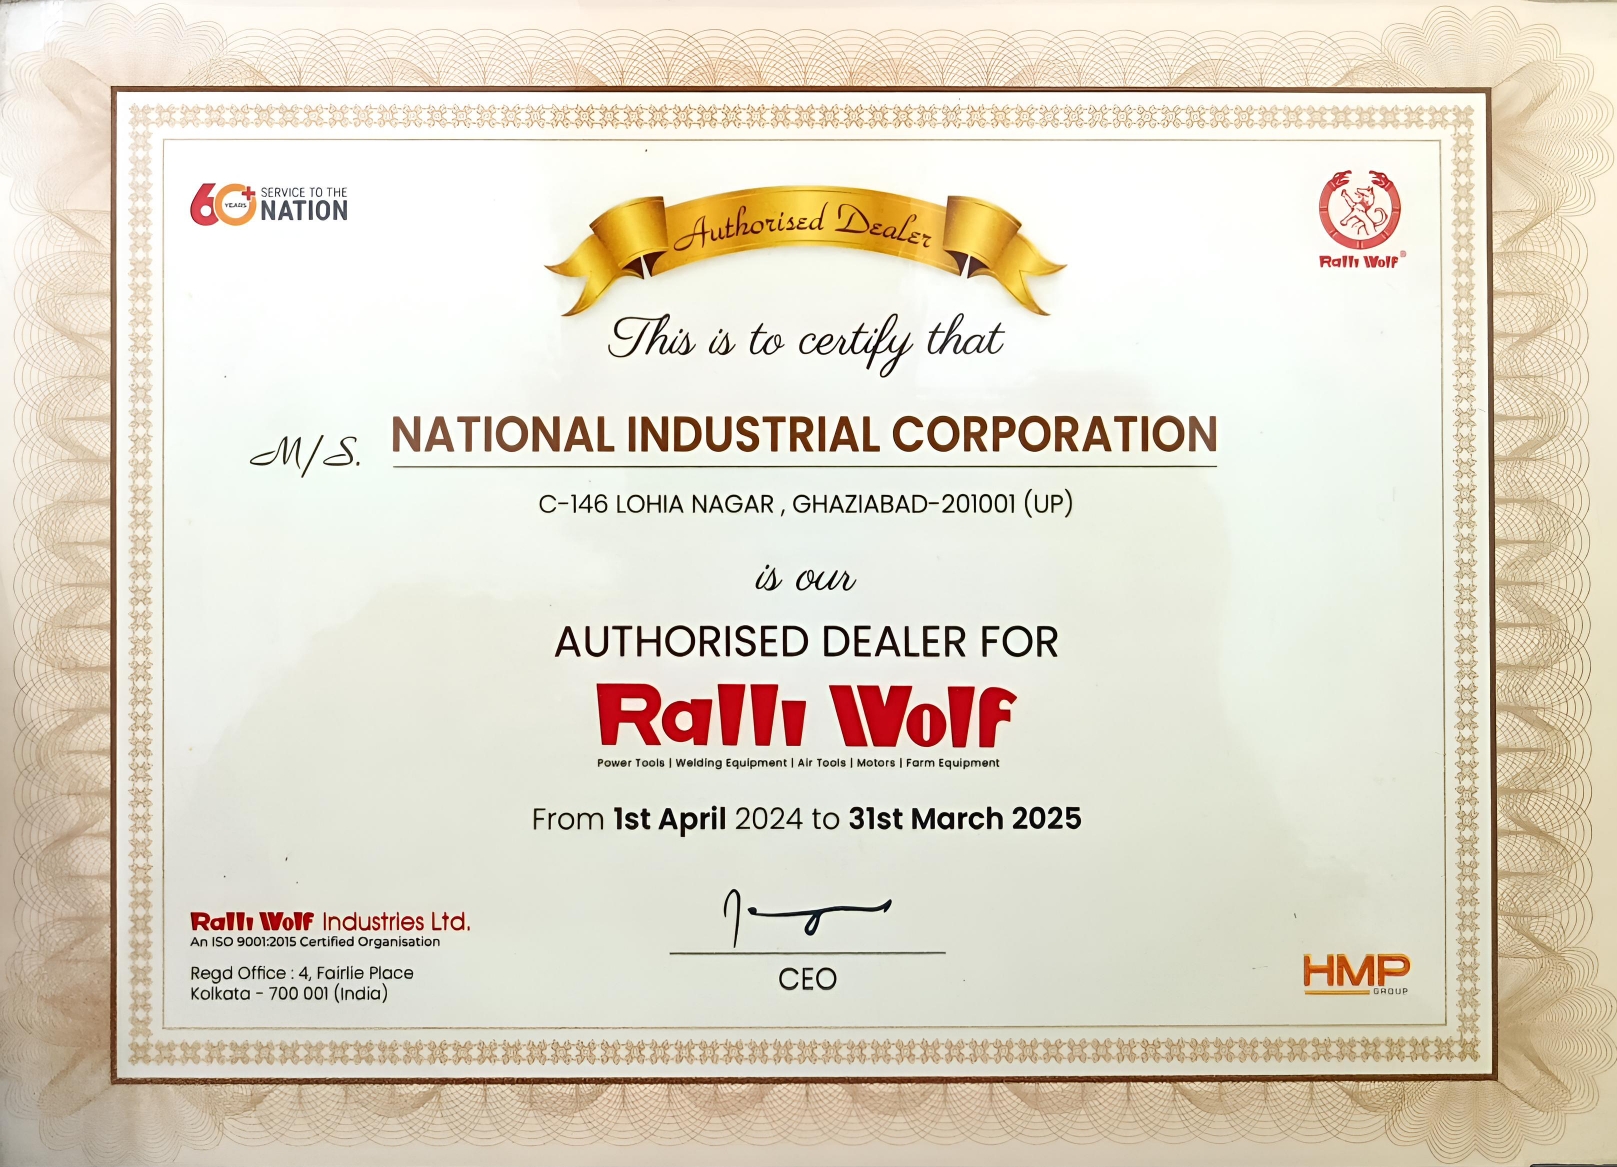 60+ YEARS SERVICE TO THE NATION
Authorised Dealer
Ralli Wolf®
This is to certify that
M/S. NATIONAL INDUSTRIAL CORPORATION
C-146 LOHIA NAGAR , GHAZIABAD-201001 (UP)
is our
AUTHORISED DEALER FOR
Ralli Wolf
Power Tools | Welding Equipment | Air Tools | Motors | Farm Equipment
From 1st April 2024 to 31st March 2025
CEO
Ralli Wolf Industries Ltd.
An ISO 9001:2015 Certified Organisation
Regd Office : 4, Fairlie Place
Kolkata - 700 001 (India)
HMP
GROUP